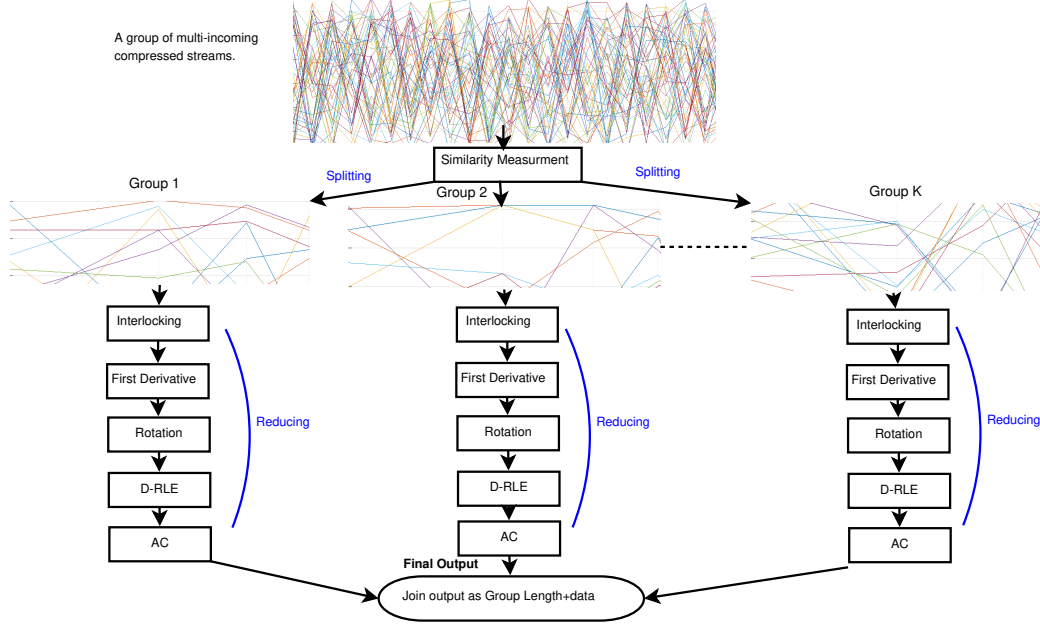 A group of multi-incoming
compressed streams.
Similarity Measurment
Splitting
Splitting
Group 1
Group 2
Group K
Interlocking
Interlocking
Interlocking
First Derivative
First Derivative
First Derivative
Reducing
Reducing
Reducing
Rotation
Rotation
Rotation
D-RLE
D-RLE
D-RLE
AC
AC
AC
Final Output
Join output as Group Length+data